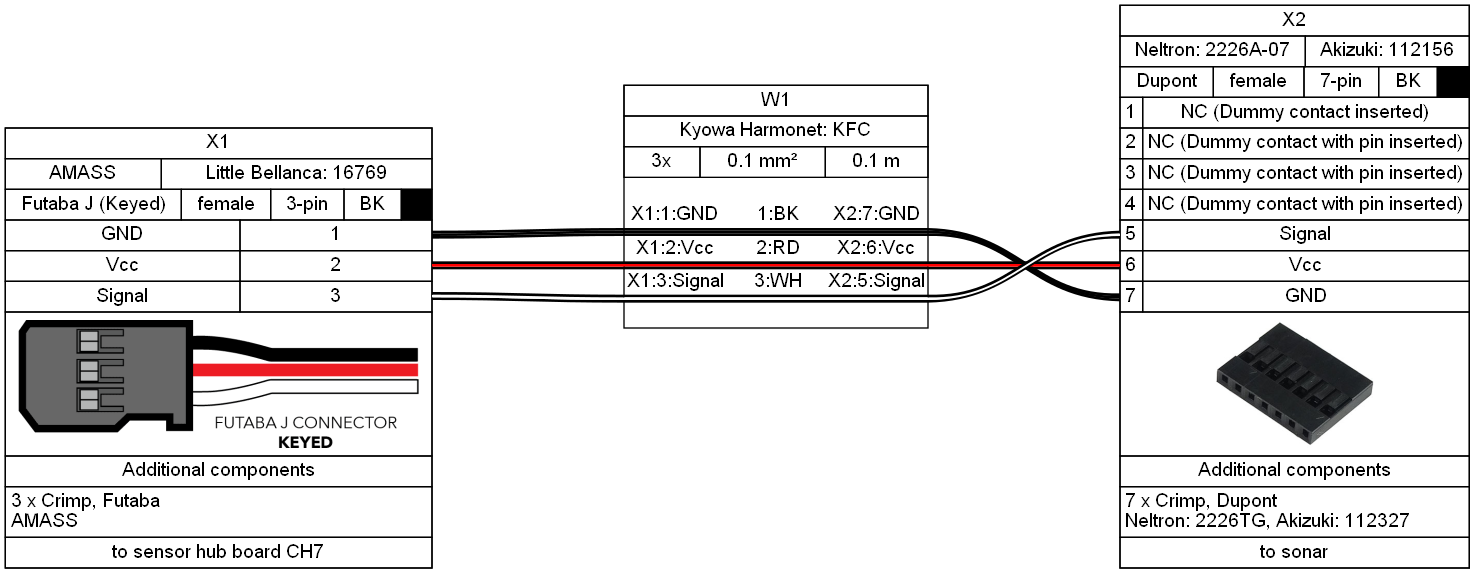 X1
AMASS Little Bellanca: 16769
Futaba J (Keyed) female 3-pin BK
GND 1
Vcc 2
Signal 3
FUTABA J CONNECTOR
KEYED
Additional components
3 x Crimp, Futaba
AMASS
to sensor hub board CH7
W1
Kyowa Harmonet: KFC
3x 0.1 mm² 0.1 m
X1:1:GND 1:BK X2:7:GND
X1:2:Vcc 2:RD X2:6:Vcc
X1:3:Signal 3:WH X2:5:Signal
X2
Neltron: 2226A-07 Akizuki: 112156
Dupont female 7-pin BK
1 NC (Dummy contact inserted)
2 NC (Dummy contact with pin inserted)
3 NC (Dummy contact with pin inserted)
4 NC (Dummy contact with pin inserted)
5 Signal
6 Vcc
7 GND
Additional components
7 x Crimp, Dupont
Neltron: 2226TG, Akizuki: 112327
to sonar